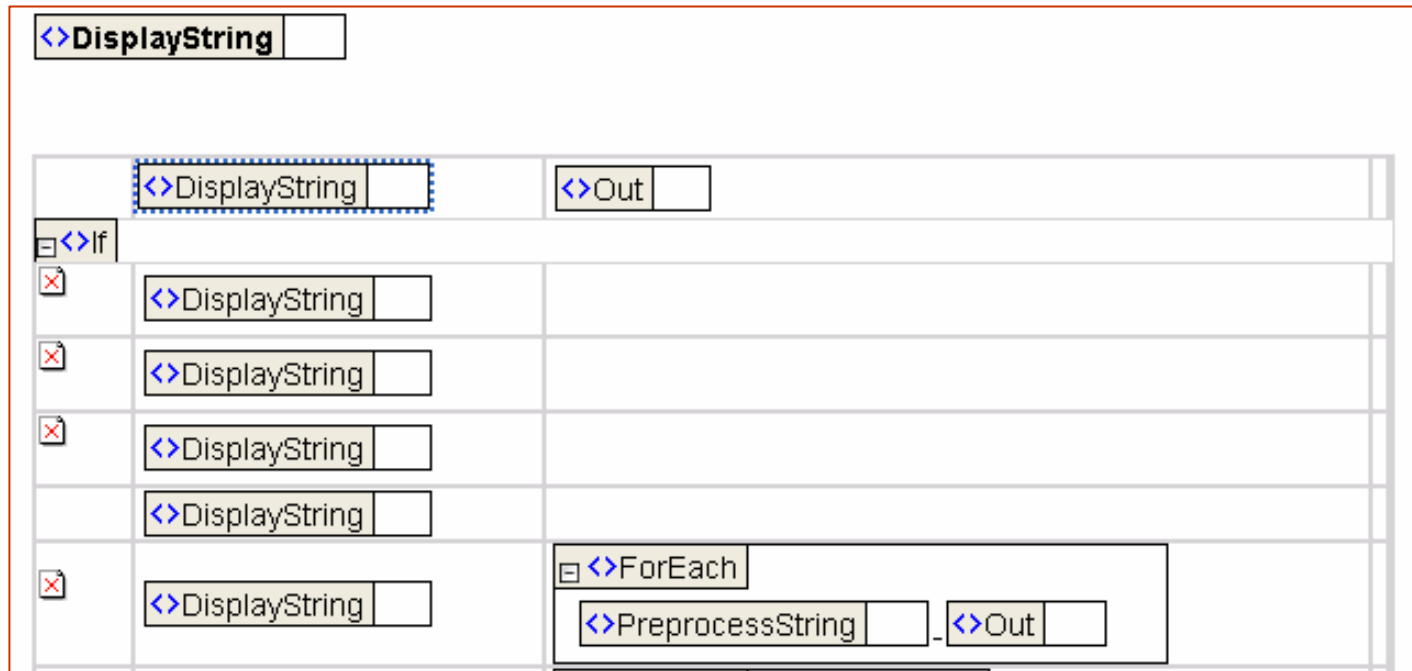 <>DisplayString
<>DisplayString <>Out
<>If
<>DisplayString
<>DisplayString
<>DisplayString
<>DisplayString
<>ForEach
<>DisplayString
<>PreprocessString - <>Out